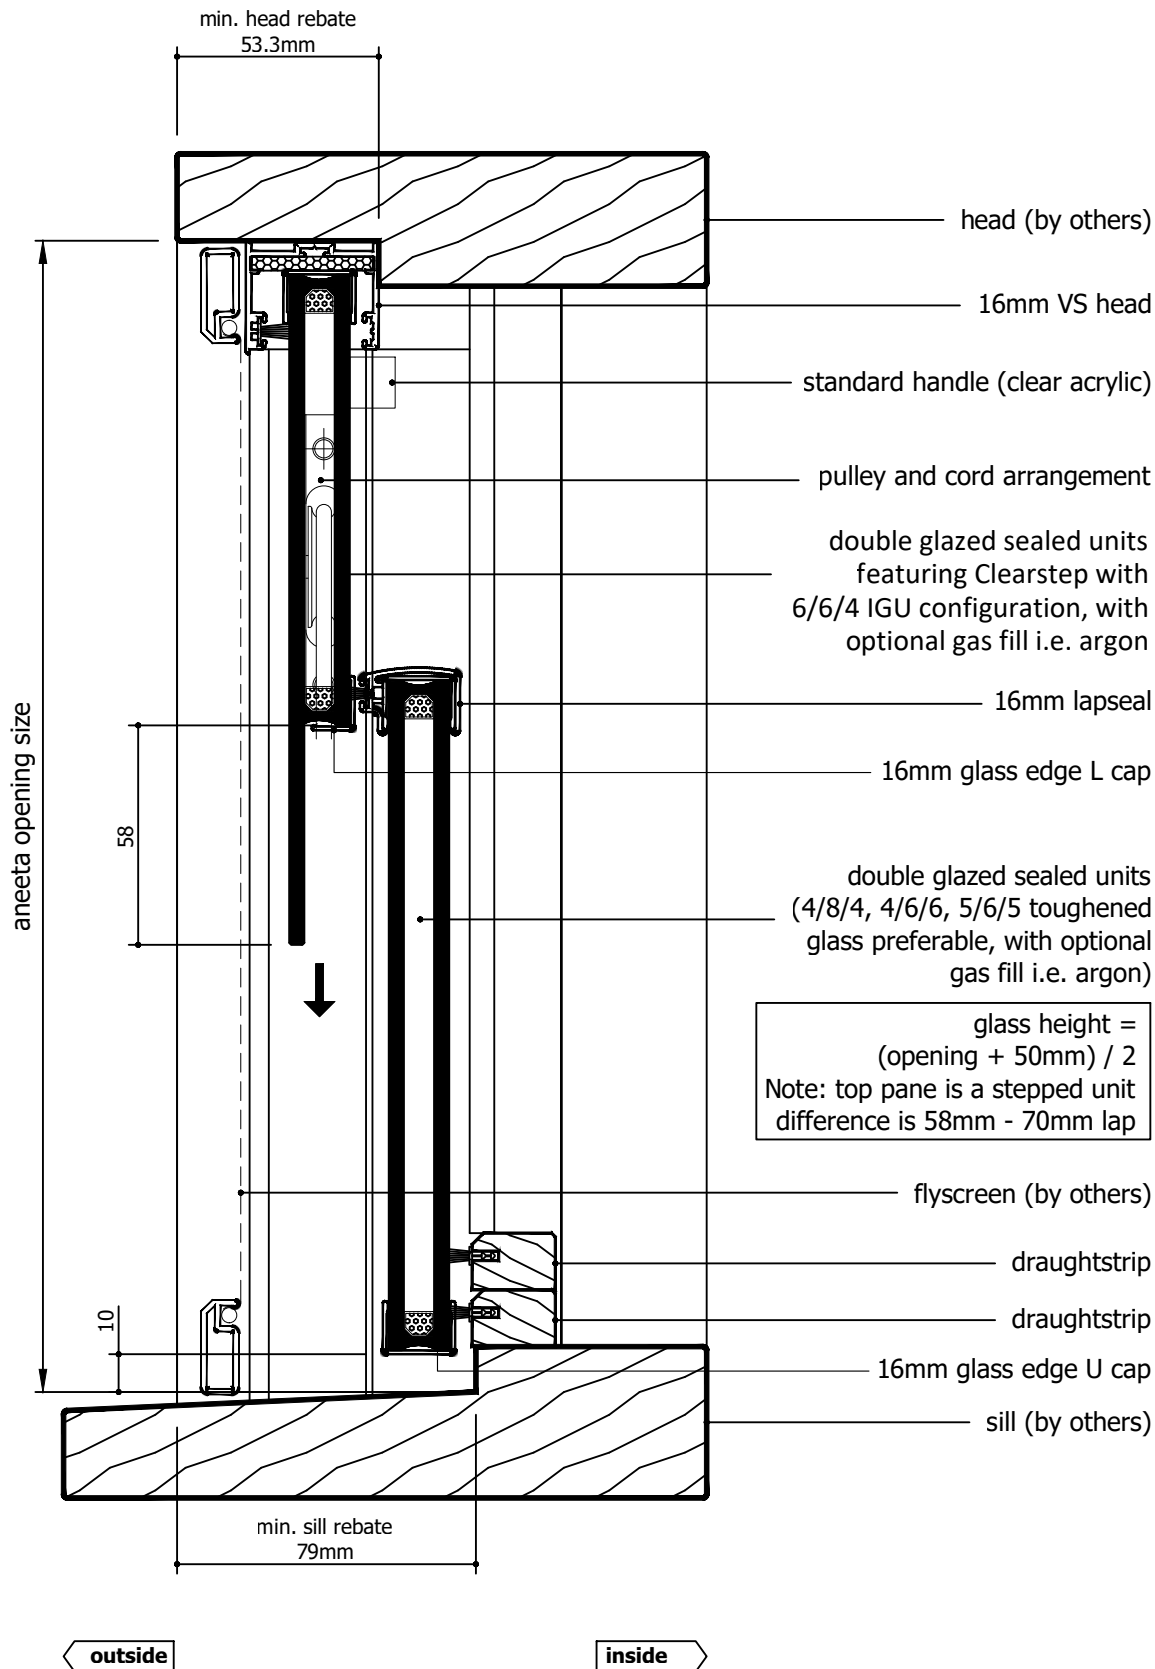 min. head rebate
53.3mm
head (by others)
16mm VS head
standard handle (clear acrylic)
pulley and cord arrangement
double glazed sealed units
featuring Clearstep with
6/6/4 IGU configuration, with
optional gas fill i.e. argon
16mm lapseal
aneeta opening size
16mm glass edge L cap
58
double glazed sealed units
(4/8/4, 4/6/6, 5/6/5 toughened
glass preferable, with optional
gas fill i.e. argon)
glass height =
(opening + 50mm) / 2
Note: top pane is a stepped unit
difference is 58mm - 70mm lap
flyscreen (by others)
draughtstrip
10
draughtstrip
16mm glass edge U cap
sill (by others)
min. sill rebate
79mm
outside
inside